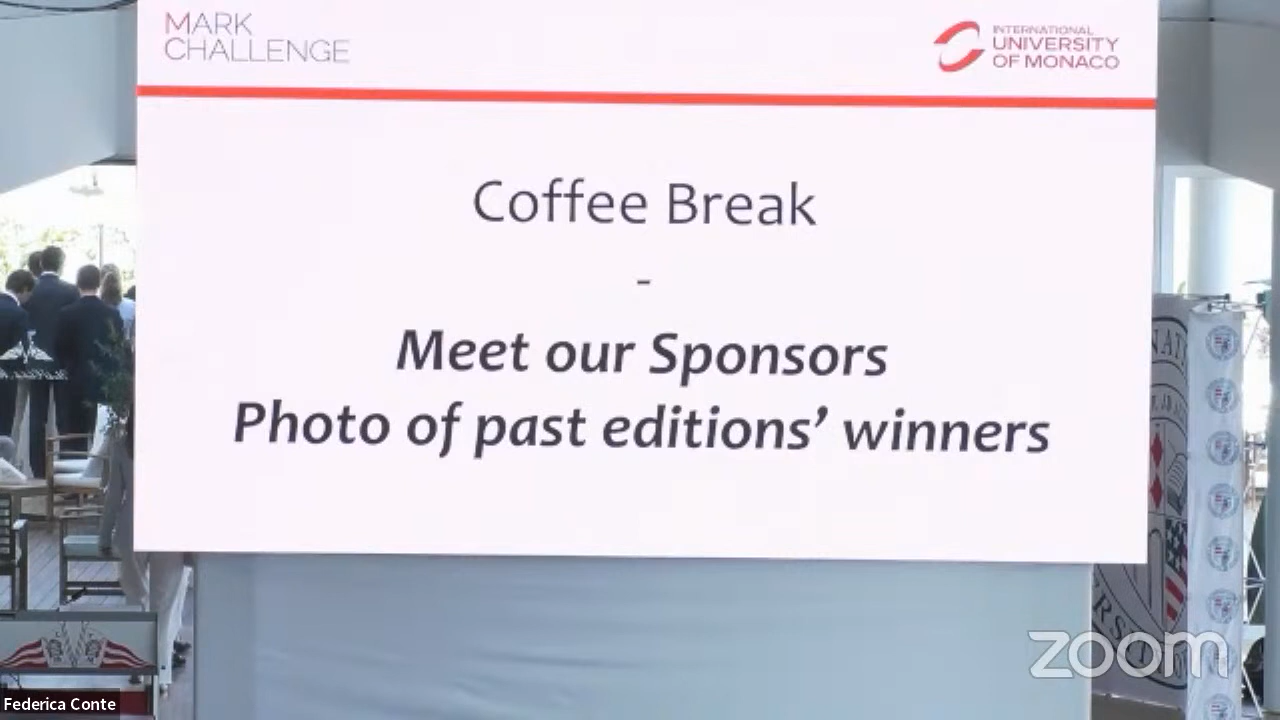 MARK
CHALLENGE
INTERNATIONAL
UNIVERSITY
OF MONACO
Coffee Break
-
Meet our Sponsors
Photo of past editions’ winners
zoom
Federica Conte